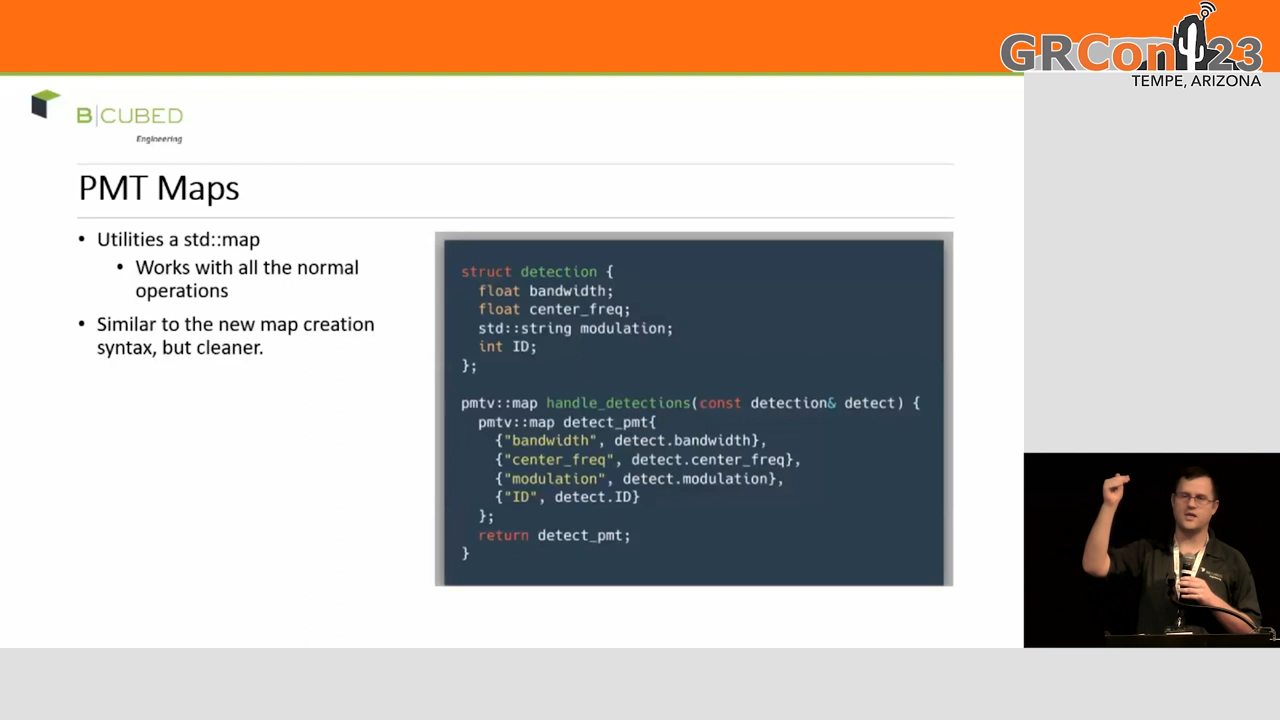 GRCon 23
TEMPE, ARIZONA
B|CUBED
Engineering
PMT Maps
• Utilities a std::map
• Works with all the normal
operations
• Similar to the new map creation
syntax, but cleaner.
struct detection {
float bandwidth;
float center_freq;
std::string modulation;
int ID;
};
pmtv::map handle_detections(const detection& detect) {
pmtv::map detect_pmt{
{"bandwidth", detect.bandwidth},
{"center_freq", detect.center_freq},
{"modulation", detect.modulation},
{"ID", detect.ID}
};
return detect_pmt;
}